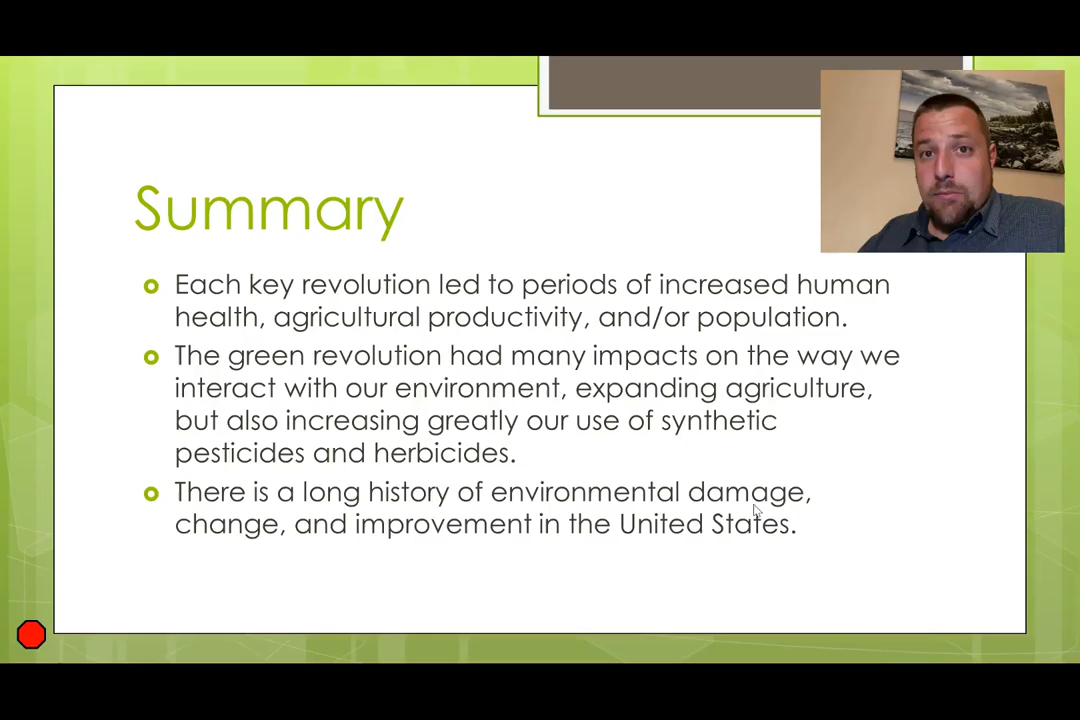 Summary
Each key revolution led to periods of increased human
health, agricultural productivity, and/or population.
The green revolution had many impacts on the way we
interact with our environment, expanding agriculture,
but also increasing greatly our use of synthetic
pesticides and herbicides.
There is a long history of environmental damage,
change, and improvement in the United States.